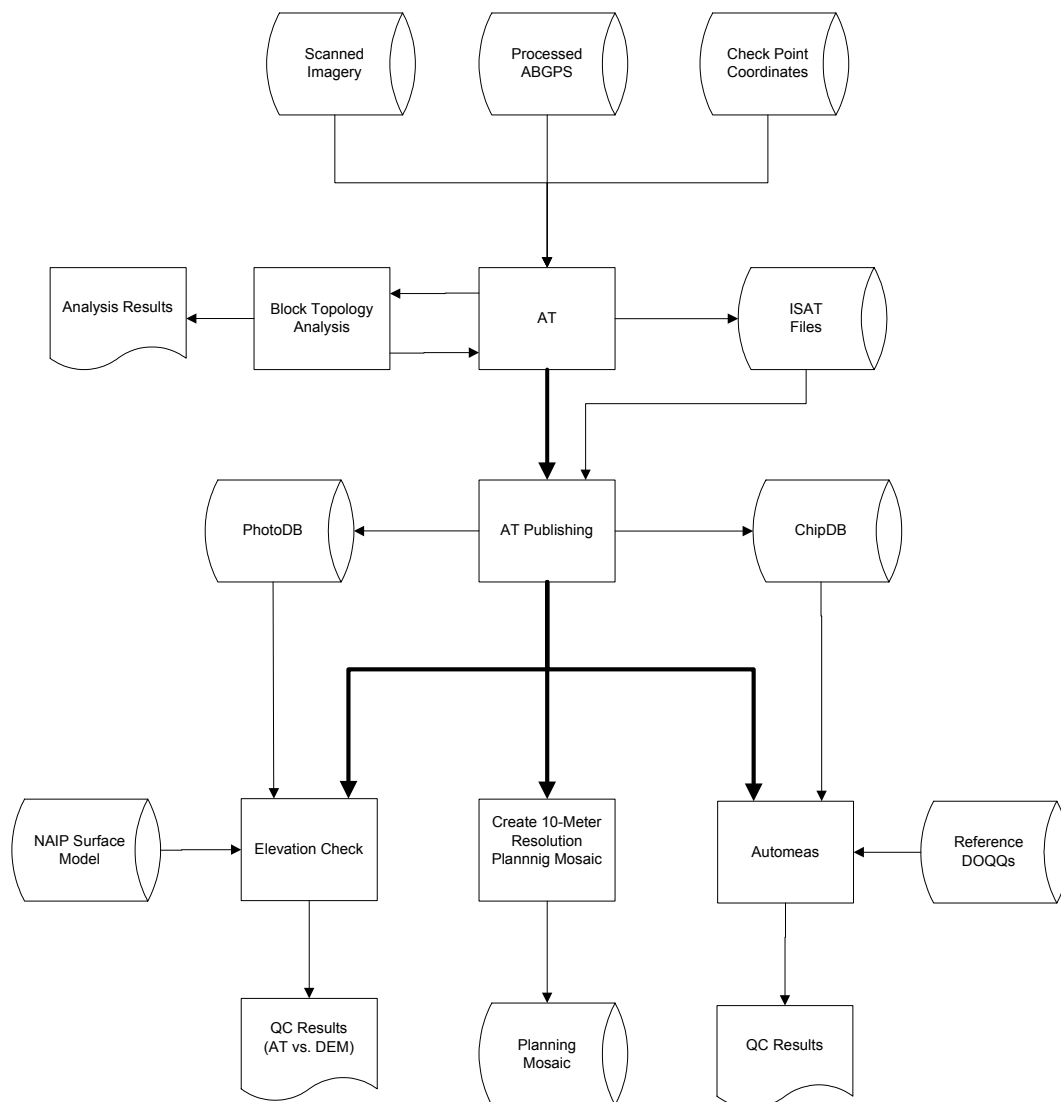 Scanned
Imagery
Processed
ABGPS
Check Point
Coordinates
Analysis Results
Block Topology
Analysis
AT
ISAT
Files
PhotoDB
AT Publishing
ChipDB
NAIP Surface
Model
Elevation Check
Create 10-Meter
Resolution
Plannnig Mosaic
Automeas
Reference
DOQQs
QC Results
(AT vs. DEM)
Planning
Mosaic
QC Results